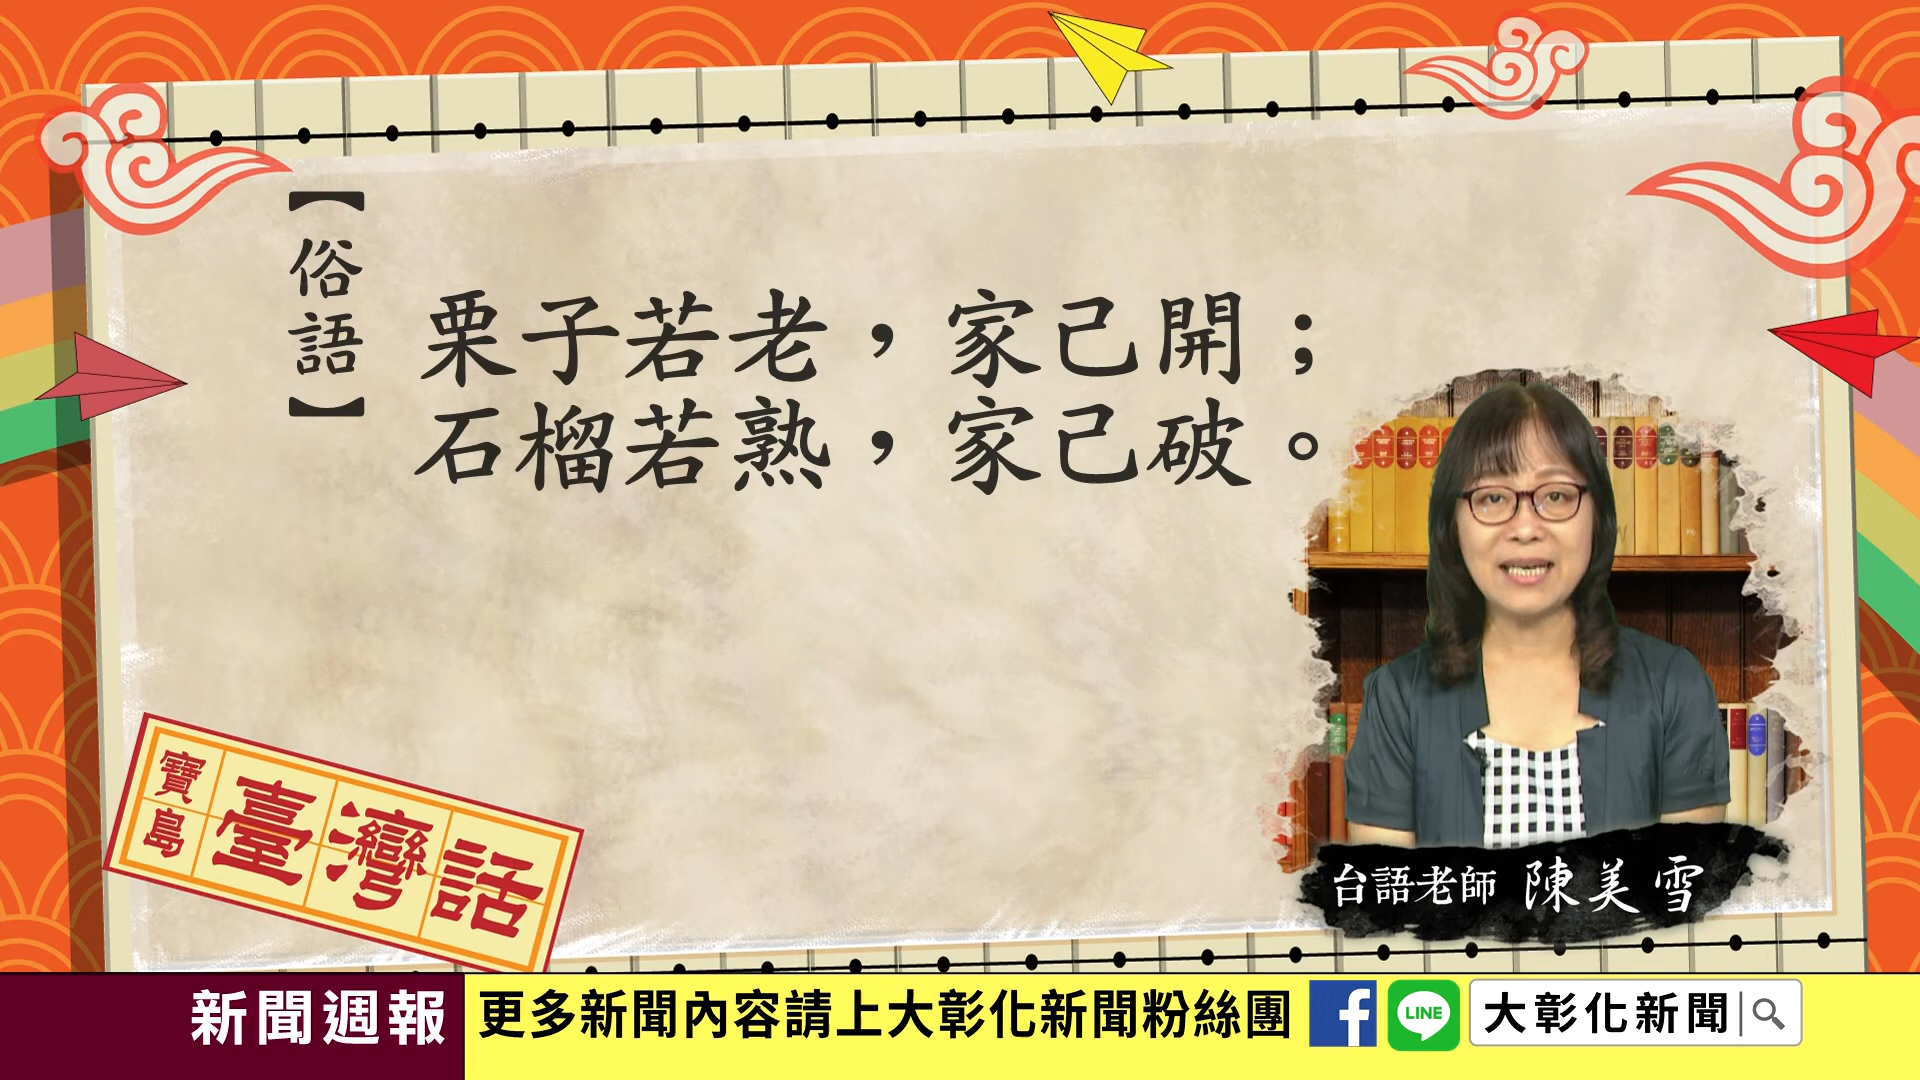 【俗語】
栗子若老，家己開；
石榴若熟，家己破。
寶島
臺灣話
台語老師 陳美雪
新聞週報
更多新聞內容請上大彰化新聞粉絲團
f
LINE
大彰化新聞